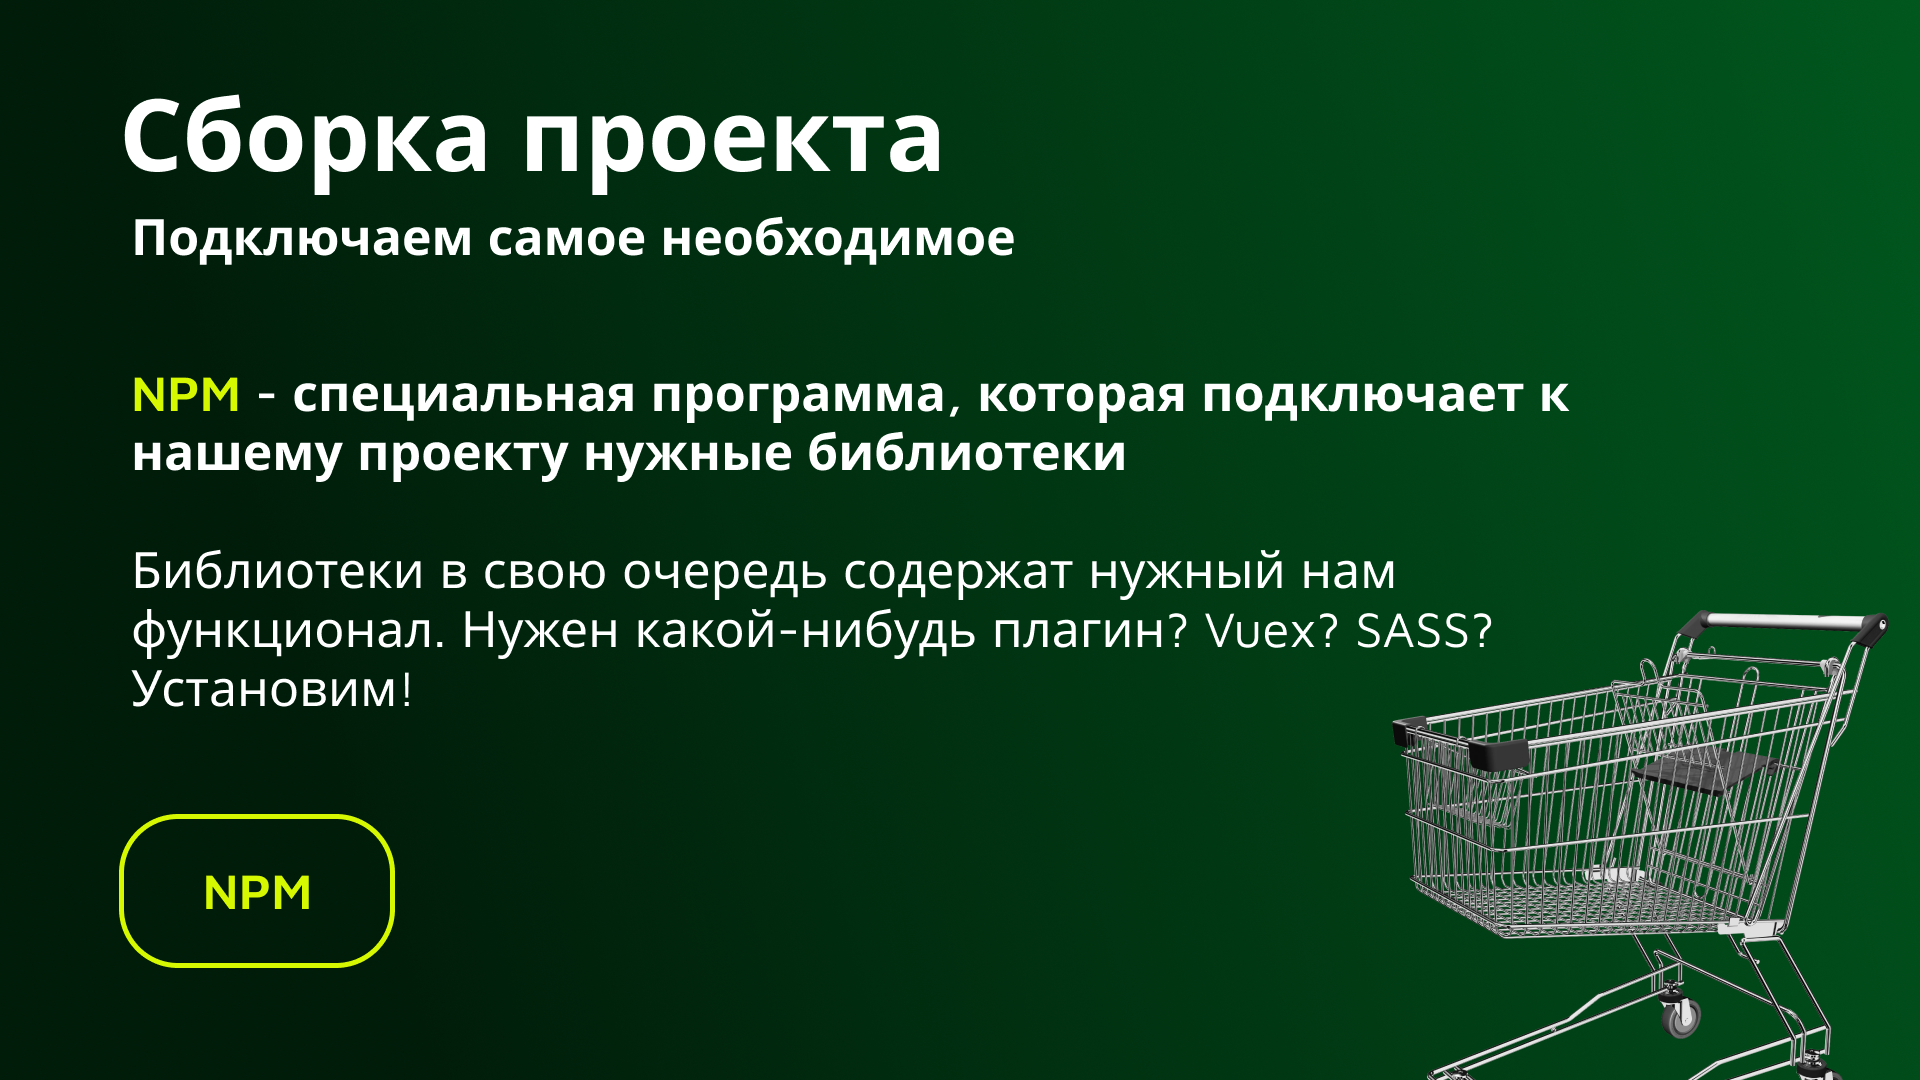 Сборка проекта
Подключаем самое необходимое
NPM - специальная программа, которая подключает к
нашему проекту нужные библиотеки
Библиотеки в свою очередь содержат нужный нам
функционал. Нужен какой-нибудь плагин? Vuex? SASS?
Установим!
NPM